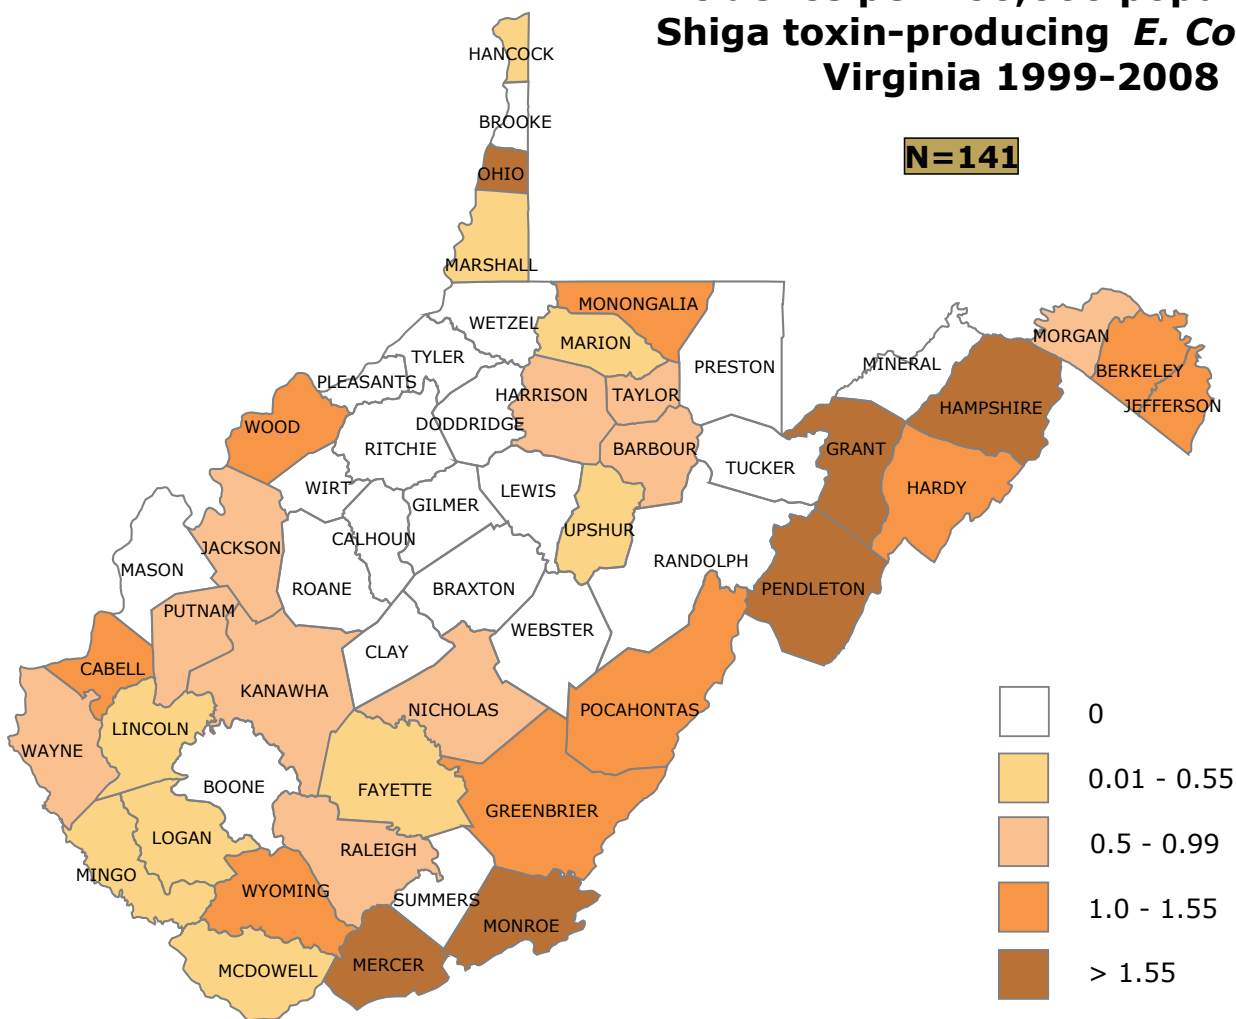 Shiga toxin-producing E. Co
Virginia 1999-2008
N=141
HANCOCK
BROOKE
OHIO
MARSHALL
WETZEL
MONONGALIA
MARION
TYLER
PRESTON
PLEASANTS
HARRISON
TAYLOR
DODDRIDGE
WOOD
RITCHIE
BARBOUR
TUCKER
MINERAL
MORGAN
BERKELEY
JEFFERSON
HAMPSHIRE
GRANT
HARDY
WIRT
GILMER
LEWIS
UPSHUR
CALHOUN
JACKSON
MASON
ROANE
BRAXTON
RANDOLPH
PENDLETON
PUTNAM
WEBSTER
CLAY
CABELL
KANAWHA
NICHOLAS
POCAHONTAS
LINCOLN
WAYNE
BOONE
FAYETTE
GREENBRIER
LOGAN
RALEIGH
MINGO
WYOMING
SUMMERS
MONROE
MERCER
MCDOWELL
0
0.01 - 0.55
0.5 - 0.99
1.0 - 1.55
> 1.55